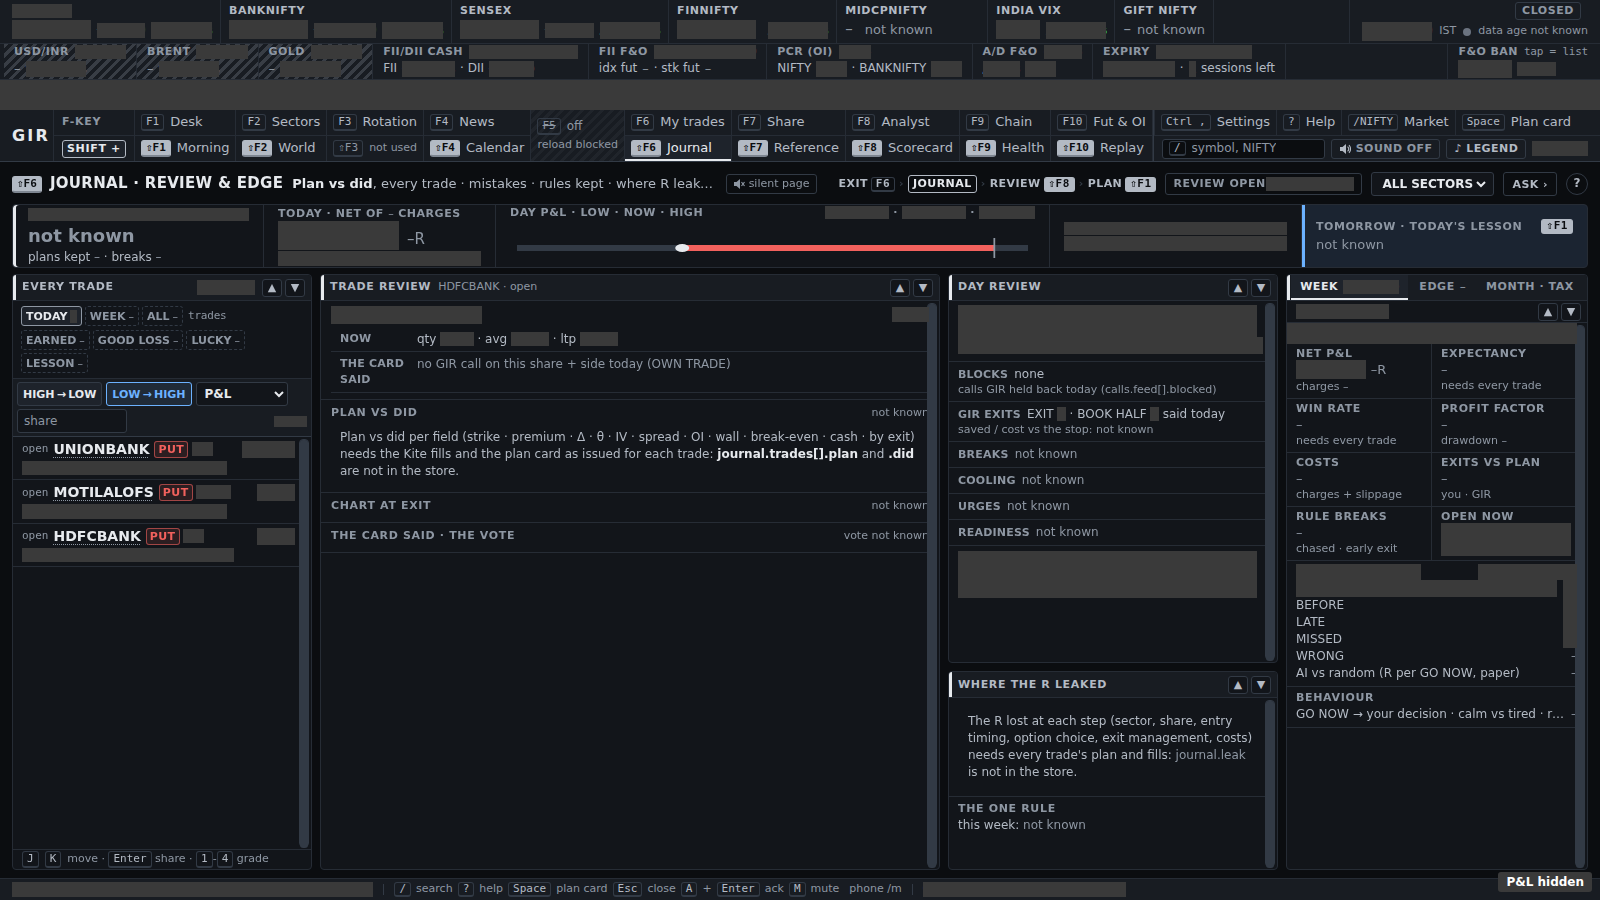 BANKNIFTY SENSEX FINNIFTY MIDCPNIFTY INDIA VIX GIFT NIFTY CLOSED
– not known – not known IST data age not known
USD/INR BRENT GOLD FII/DII CASH FII/DII F&O PCR (OI) A/D F&O EXPIRY F&O BAN tap = list
– – – FII · DII idx fut – · stk fut – NIFTY · BANKNIFTY · sessions left
GIR F-KEY F1 Desk F2 Sectors F3 Rotation F4 News F5 off F6 My trades F7 Share F8 Analyst F9 Chain F10 Fut & OI Ctrl , Settings ? Help /NIFTY Market Space Plan card
SHIFT + ⇧F1 Morning ⇧F2 World ⇧F3 not used ⇧F4 Calendar reload blocked ⇧F6 Journal ⇧F7 Reference ⇧F8 Scorecard ⇧F9 Health ⇧F10 Replay / symbol, NIFTY SOUND OFF ♪ LEGEND
⇧F6 JOURNAL · REVIEW & EDGE Plan vs did, every trade · mistakes · rules kept · where R leak… silent page EXIT F6 › JOURNAL › REVIEW ⇧F8 › PLAN ⇧F1 REVIEW OPEN ALL SECTORS ASK › ?
not known
plans kept – · breaks –
TODAY · NET OF – CHARGES
–R
DAY P&L · LOW · NOW · HIGH · ·
TOMORROW · TODAY'S LESSON ⇧F1
not known
EVERY TRADE ▲ ▼
TODAY WEEK – ALL – trades
EARNED – GOOD LOSS – LUCKY –
LESSON –
HIGH → LOW LOW → HIGH P&L
share
open UNIONBANK PUT
open MOTILALOFS PUT
open HDFCBANK PUT
J K move · Enter share · 1 - 4 grade
TRADE REVIEW HDFCBANK · open ▲ ▼
NOW qty · avg · ltp
THE CARD SAID no GIR call on this share + side today (OWN TRADE)
PLAN VS DID not known
Plan vs did per field (strike · premium · Δ · θ · IV · spread · OI · wall · break-even · cash · by exit)
needs the Kite fills and the plan card as issued for each trade: journal.trades[].plan and .did
are not in the store.
CHART AT EXIT not known
THE CARD SAID · THE VOTE vote not known
DAY REVIEW ▲ ▼
BLOCKS none
calls GIR held back today (calls.feed[].blocked)
GIR EXITS EXIT · BOOK HALF said today
saved / cost vs the stop: not known
BREAKS not known
COOLING not known
URGES not known
READINESS not known
WHERE THE R LEAKED ▲ ▼
The R lost at each step (sector, share, entry
timing, option choice, exit management, costs)
needs every trade's plan and fills: journal.leak
is not in the store.
THE ONE RULE
this week: not known
WEEK EDGE – MONTH · TAX
▲ ▼
NET P&L EXPECTANCY
–R –
charges – needs every trade
WIN RATE PROFIT FACTOR
– –
needs every trade drawdown –
COSTS EXITS VS PLAN
– –
charges + slippage you · GIR
RULE BREAKS OPEN NOW
–
chased · early exit
BEFORE
LATE
MISSED
WRONG –
AI vs random (R per GO NOW, paper) –
BEHAVIOUR
GO NOW → your decision · calm vs tired · r… –
/ search ? help Space plan card Esc close A + Enter ack M mute phone /m
P&L hidden